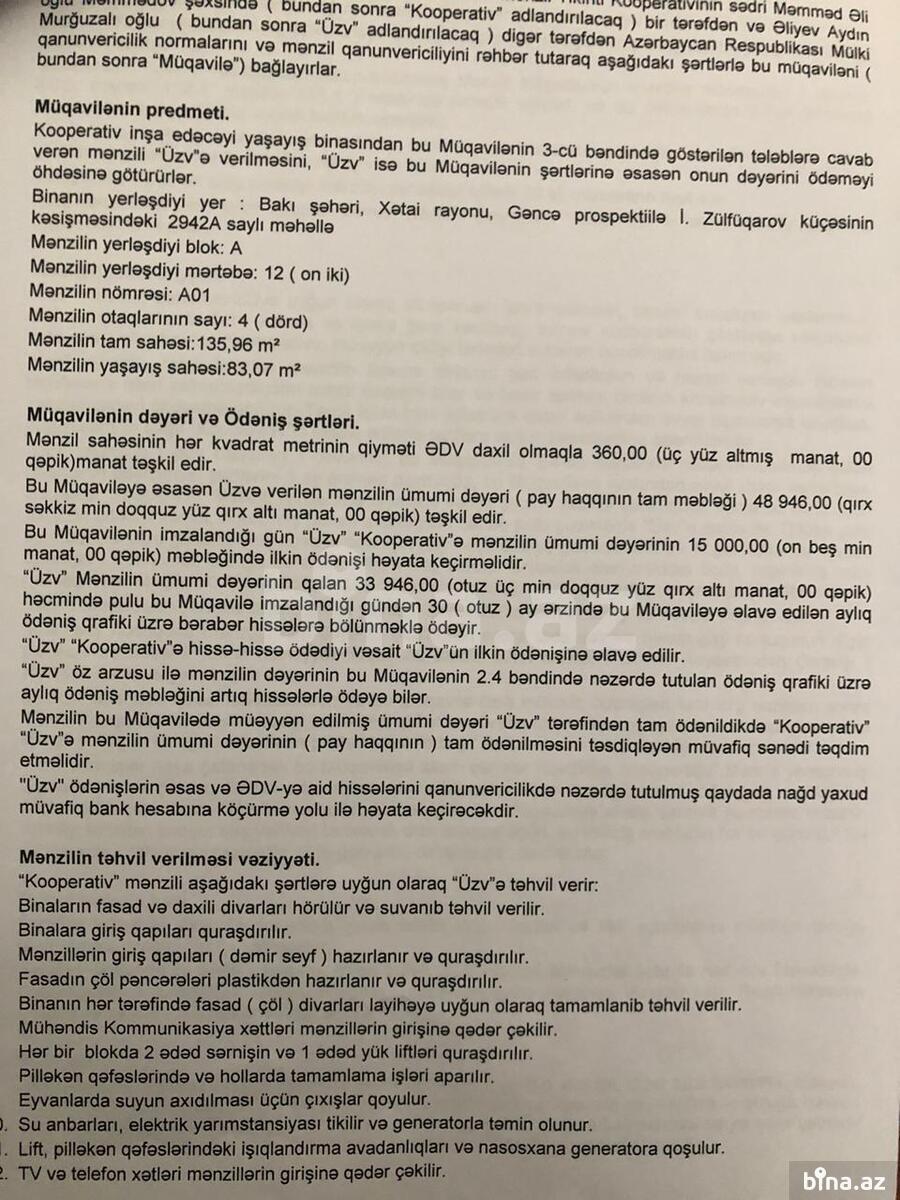 oğlu Məmmədov şəxsində ( bundan sonra “Kooperativ” adlandırılacaq ) bir tərəfdən və Əliyev Aydın
Kooperativinin sədri Məmməd Əli
Murğuzalı oğlu ( bundan sonra “Üzv” adlandırılacaq ) digər tərəfdən Azərbaycan Respublikası Mülki
qanunvericilik normalarını və mənzil qanunvericiliyini rəhbər tutaraq aşağıdakı şərtlərlə bu müqaviləni (
bundan sonra “Müqavilə”) bağlayırlar.
Müqavilənin predmeti.
Kooperativ inşa edəcəyi yaşayış binasından bu Müqavilənin 3-cü bəndində göstərilən tələblərə cavab
verən mənzili “Üzv”ə verilməsini, “Üzv” isə bu Müqavilənin şərtlərinə əsasən onun dəyərini ödəməyi
öhdəsinə götürürlər.
Binanın yerləşdiyi yer : Bakı şəhəri, Xətai rayonu, Gəncə prospektiilə İ. Zülfüqarov küçəsinin
kəsişməsindəki 2942A saylı məhəllə
Mənzilin yerləşdiyi blok: A
Mənzilin yerləşdiyi mərtəbə: 12 ( on iki)
Mənzilin nömrəsi: A01
Mənzilin otaqlarının sayı: 4 ( dörd)
Mənzilin tam sahəsi:135,96 m²
Mənzilin yaşayış sahəsi:83,07 m²
Müqavilənin dəyəri və Ödəniş şərtləri.
Mənzil sahəsinin hər kvadrat metrinin qiyməti ƏDV daxil olmaqla 360,00 (üç yüz altmış manat, 00
qəpik)manat təşkil edir.
Bu Müqaviləyə əsasən Üzvə verilən mənzilin ümumi dəyəri ( pay haqqının tam məbləği ) 48 946,00 (qırx
səkkiz min doqquz yüz qırx altı manat, 00 qəpik) təşkil edir.
Bu Müqavilənin imzalandığı gün “Üzv” “Kooperativ”ə mənzilin ümumi dəyərinin 15 000,00 (on beş min
manat, 00 qəpik) məbləğində ilkin ödənişi həyata keçirməlidir.
“Üzv” Mənzilin ümumi dəyərinin qalan 33 946,00 (otuz üç min doqquz yüz qırx altı manat, 00 qəpik)
həcmində pulu bu Müqavilə imzalandığı gündən 30 ( otuz ) ay ərzində bu Müqaviləyə əlavə edilən aylıq
ödəniş qrafiki üzrə bərabər hissələrə bölünməklə ödəyir.
“Üzv” “Kooperativ”ə hissə-hissə ödədiyi vəsait “Üzv”ün ilkin ödənişinə əlavə edilir.
“Üzv” öz arzusu ilə mənzilin dəyərinin bu Müqavilənin 2.4 bəndində nəzərdə tutulan ödəniş qrafiki üzrə
aylıq ödəniş məbləğini artıq hissələrlə ödəyə bilər.
Mənzilin bu Müqavilədə müəyyən edilmiş ümumi dəyəri “Üzv” tərəfindən tam ödənildikdə “Kooperativ”
“Üzv”ə mənzilin ümumi dəyərinin ( pay haqqının ) tam ödənilməsini təsdiqləyən müvafiq sənədi təqdim
etməlidir.
"Üzv" ödənişlərin əsas və ƏDV-yə aid hissələrini qanunvericilikdə nəzərdə tutulmuş qaydada nağd yaxud
müvafiq bank hesabına köçürmə yolu ilə həyata keçirəcəkdir.
Mənzilin təhvil verilməsi vəziyyəti.
“Kooperativ” mənzili aşağıdakı şərtlərə uyğun olaraq “Üzv”ə təhvil verir:
Binaların fasad və daxili divarları hörülür və suvanıb təhvil verilir.
Binalara giriş qapıları quraşdırılır.
Mənzillərin giriş qapıları ( dəmir seyf ) hazırlanır və quraşdırılır.
Fasadın çöl pəncərələri plastikdən hazırlanır və quraşdırılır.
Binanın hər tərəfində fasad ( çöl ) divarları layihəyə uyğun olaraq tamamlanib təhvil verilir.
Mühəndis Kommunikasiya xəttləri mənzillərin girişinə qədər çəkilir.
Hər bir blokda 2 ədəd sərnişin və 1 ədəd yük liftləri quraşdırılır.
Pilləkən qəfəslərində və hollarda tamamlama işləri aparılır.
Eyvanlarda suyun axıdılması üçün çıxışlar qoyulur.
0. Su anbarları, elektrik yarımstansiyası tikilir və generatorla təmin olunur.
1. Lift, pilləkən qəfəslərindəki işıqlandırma avadanlıqları və nasosxana generatora qoşulur.
2. TV və telefon xətləri mənzillərin girişinə qədər çəkilir.
bina.az